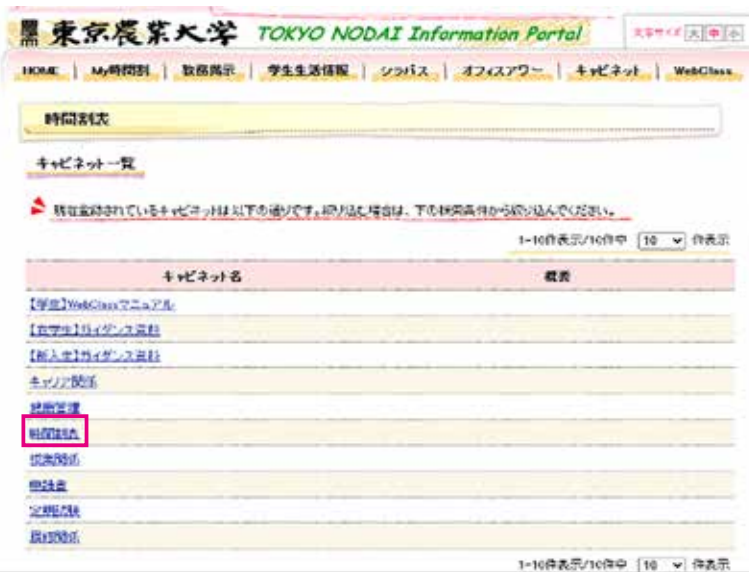 東京農業大学 TOKYO NODAI Information Portal 文字サイズ 大 中 小
HOME My時間割 教務掲示 学生生活情報 シラバス オフィスアワー キャビネット WebClass
時間割表
キャビネット一覧
現在登録されているキャビネットは以下の通りです。絞り込む場合は、下の検索条件から絞り込んでください。
1-10件表示/10件中 10 件表示
キャビネット名 概要
【学生】WebClassマニュアル
【在学生】ガイダンス資料
【新入生】ガイダンス資料
キャリア関係
健康管理
時間割表
授業関係
申請書
定期試験
履修関係
1-10件表示/10件中 10 件表示